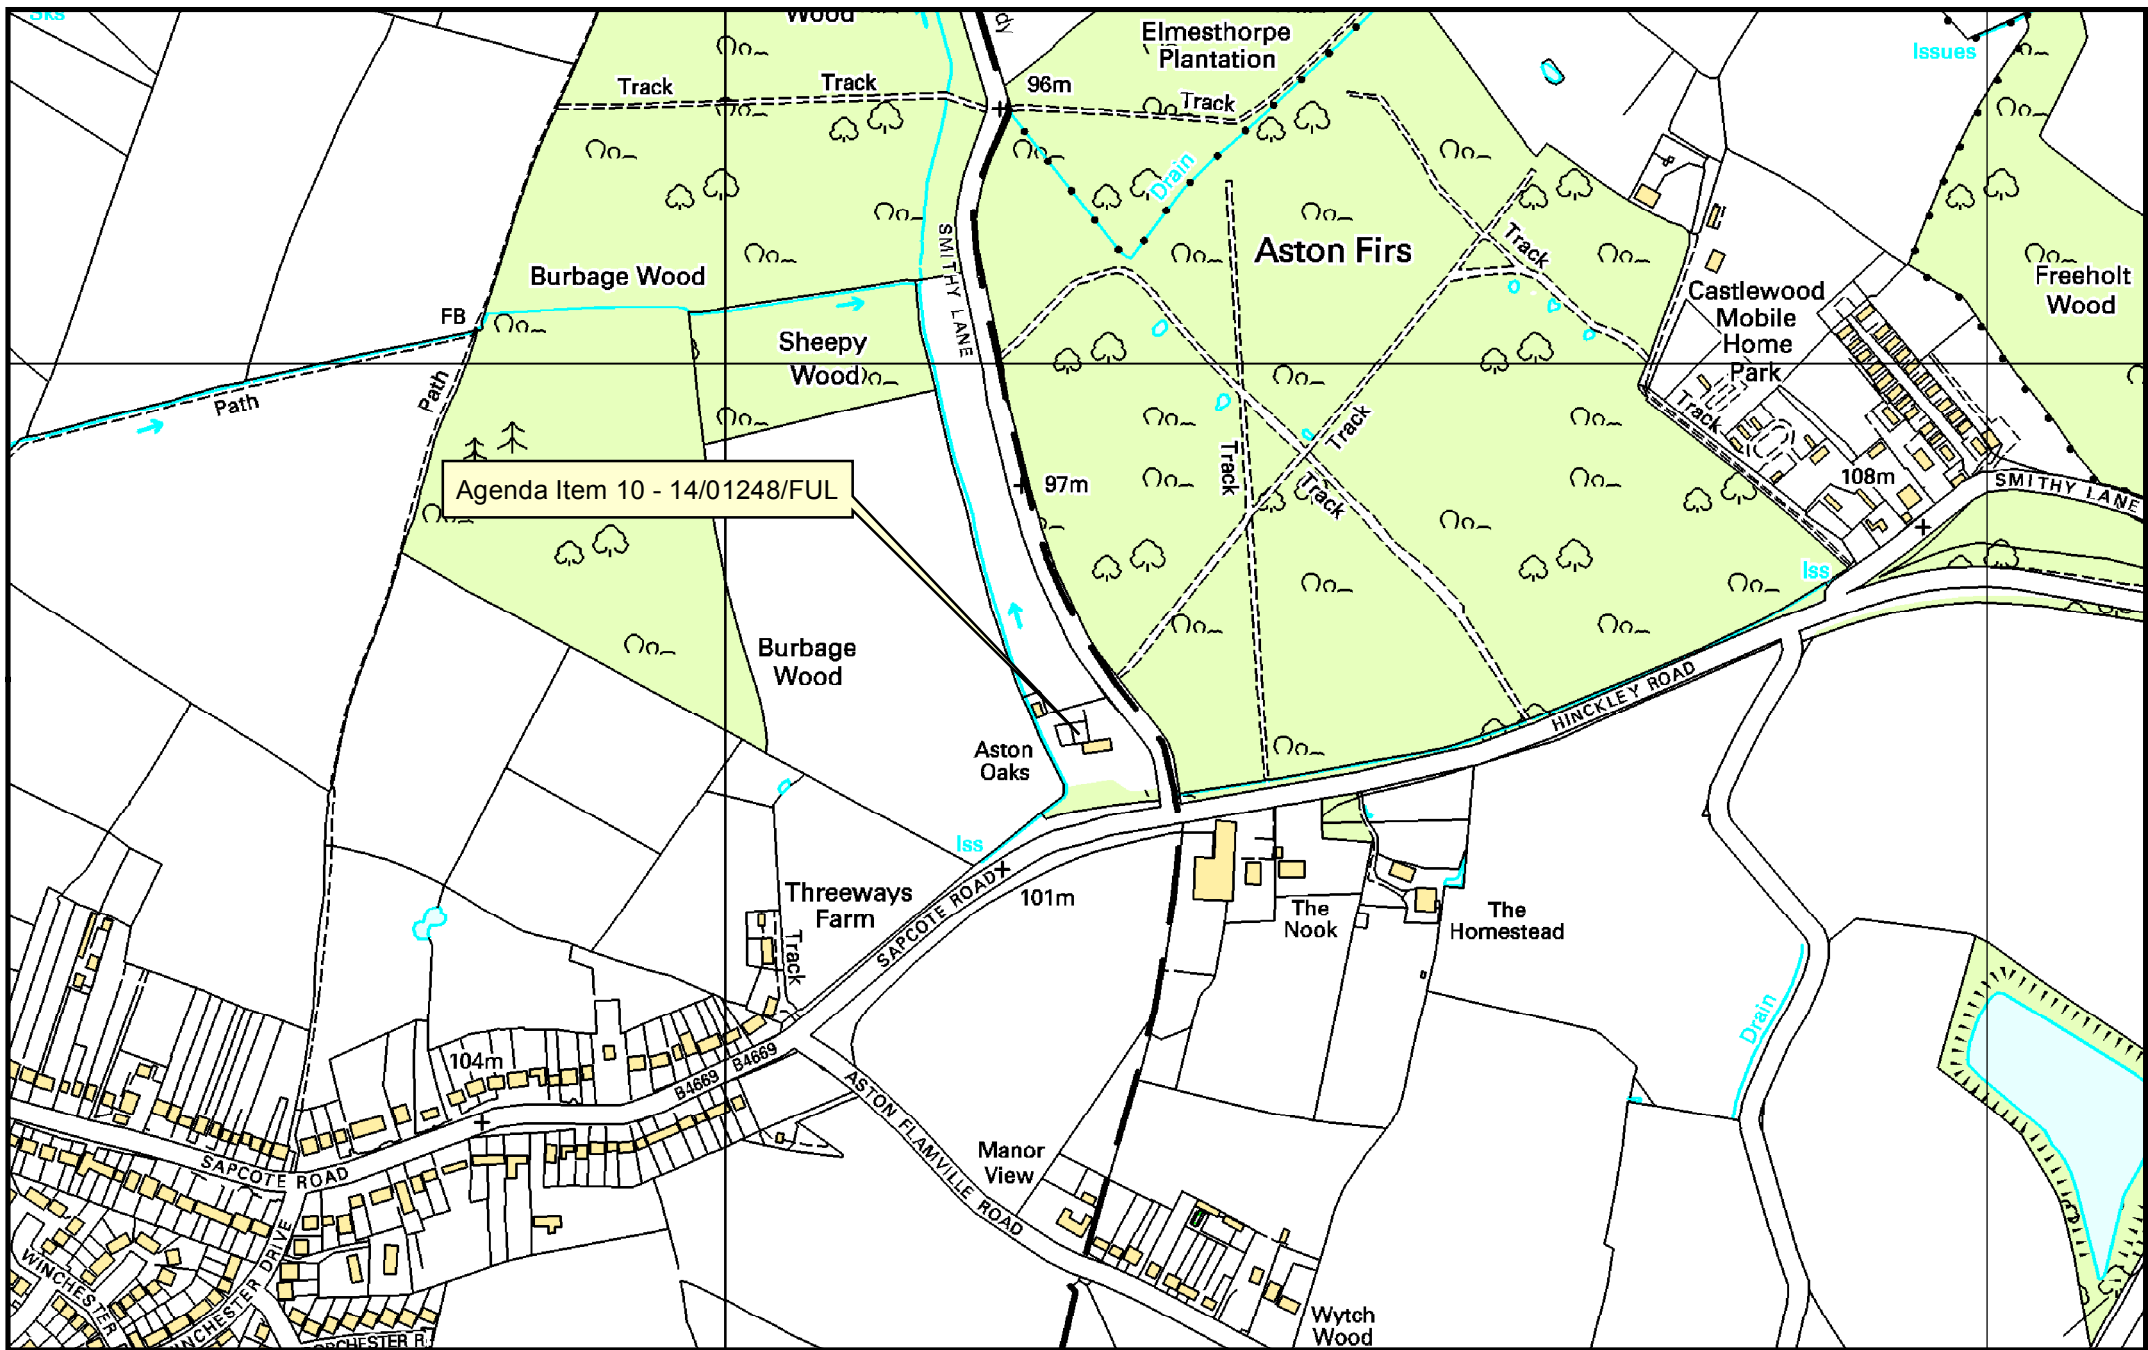 Sks
Wood
dy
Elmesthorpe
Plantation
Issues
Track
Track
96m
Track
Drain
SMITHY LANE
Aston Firs
Track
Burbage Wood
Freeholt
Wood
Castlewood
Mobile
Home
Park
FB
Sheepy
Wood
Path
Path
Track
Track
Track
Track
97m
108m
SMITHY LANE
Agenda Item 10 - 14/01248/FUL
Iss
Burbage
Wood
HINCKLEY ROAD
Aston
Oaks
Iss
Threeways
Farm
Track
SAPCOTE ROAD
101m
The
Nook
The
Homestead
Drain
104m
B4669
B4669
ASTON FLAMVILLE ROAD
Manor
View
SAPCOTE ROAD
WINCHESTER DRIVE
WINCHESTER
ORCHESTER R
Wytch
Wood